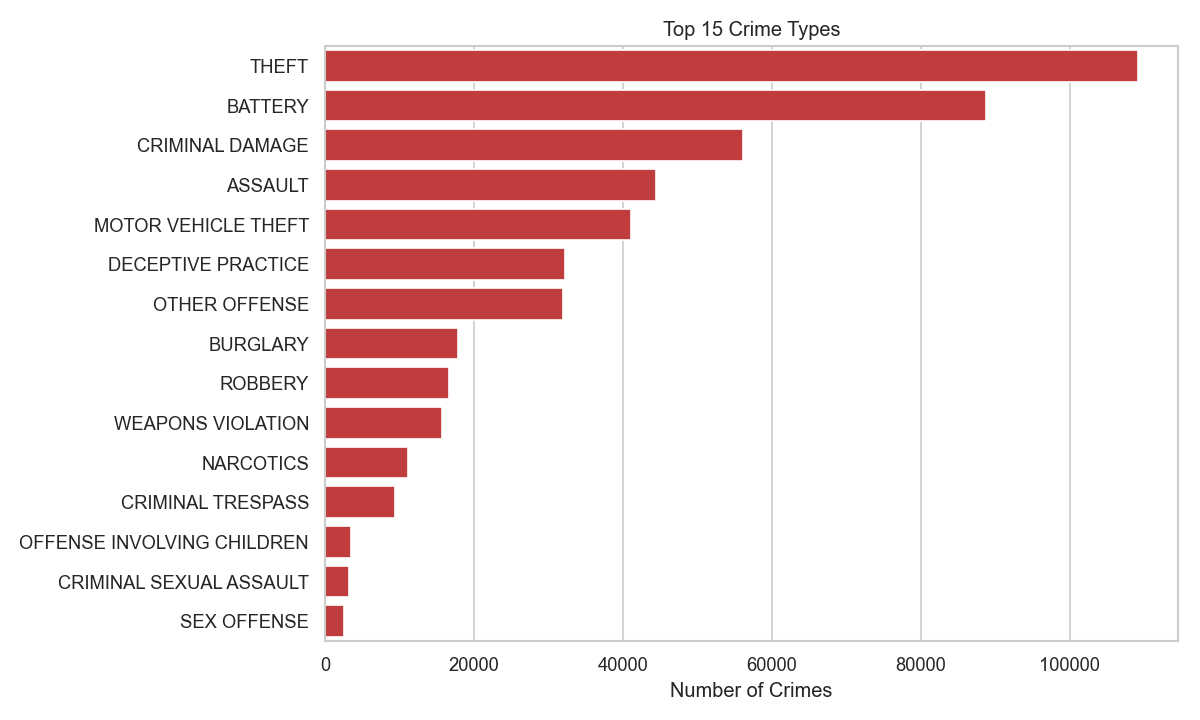 Top 15 Crime Types
THEFT
BATTERY
CRIMINAL DAMAGE
ASSAULT
MOTOR VEHICLE THEFT
DECEPTIVE PRACTICE
OTHER OFFENSE
BURGLARY
ROBBERY
WEAPONS VIOLATION
NARCOTICS
CRIMINAL TRESPASS
OFFENSE INVOLVING CHILDREN
CRIMINAL SEXUAL ASSAULT
SEX OFFENSE
0 20000 40000 60000 80000 100000
Number of Crimes